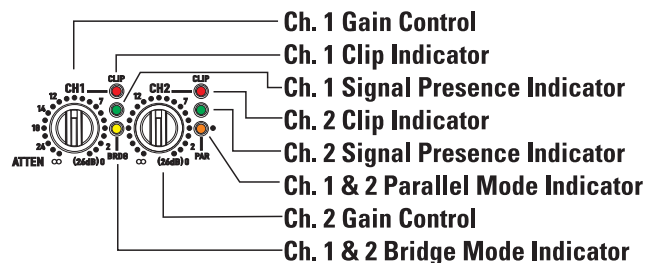 Ch. 1 Gain Control
Ch. 1 Clip Indicator
Ch. 1 Signal Presence Indicator
Ch. 2 Clip Indicator
Ch. 2 Signal Presence Indicator
Ch. 1 & 2 Parallel Mode Indicator
Ch. 2 Gain Control
Ch. 1 & 2 Bridge Mode Indicator
CH1 CLIP CH2 CLIP
12 7 12 7
14
18
24
ATTEN ∞ (26dB) 0 2 BRDG ∞ (26dB) 0 2 PAR